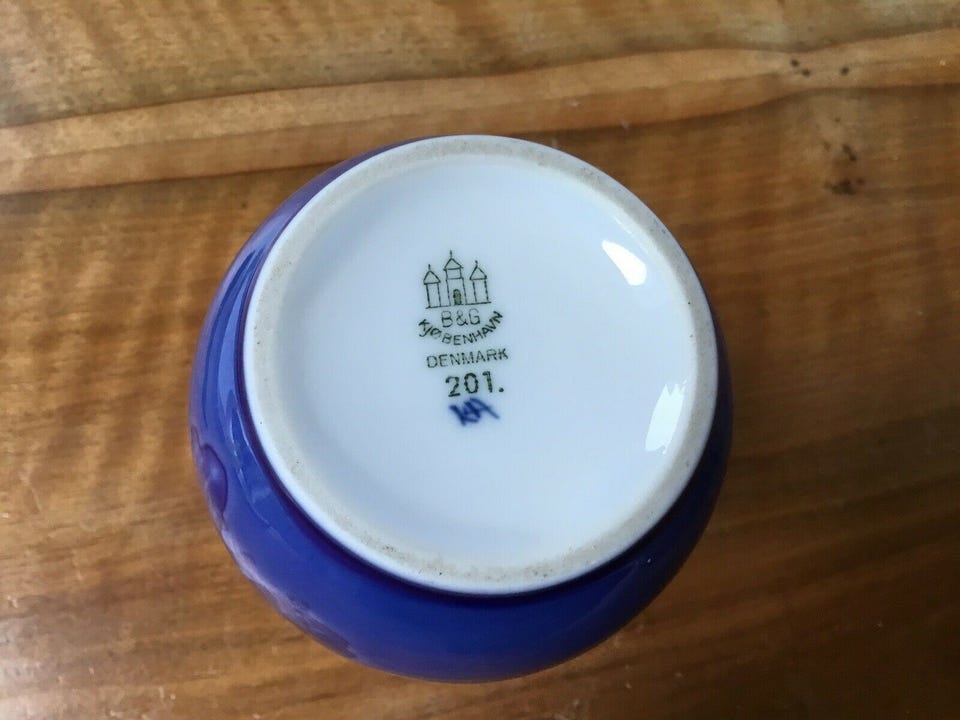 B&G
KJØBENHAVN
DENMARK
201.